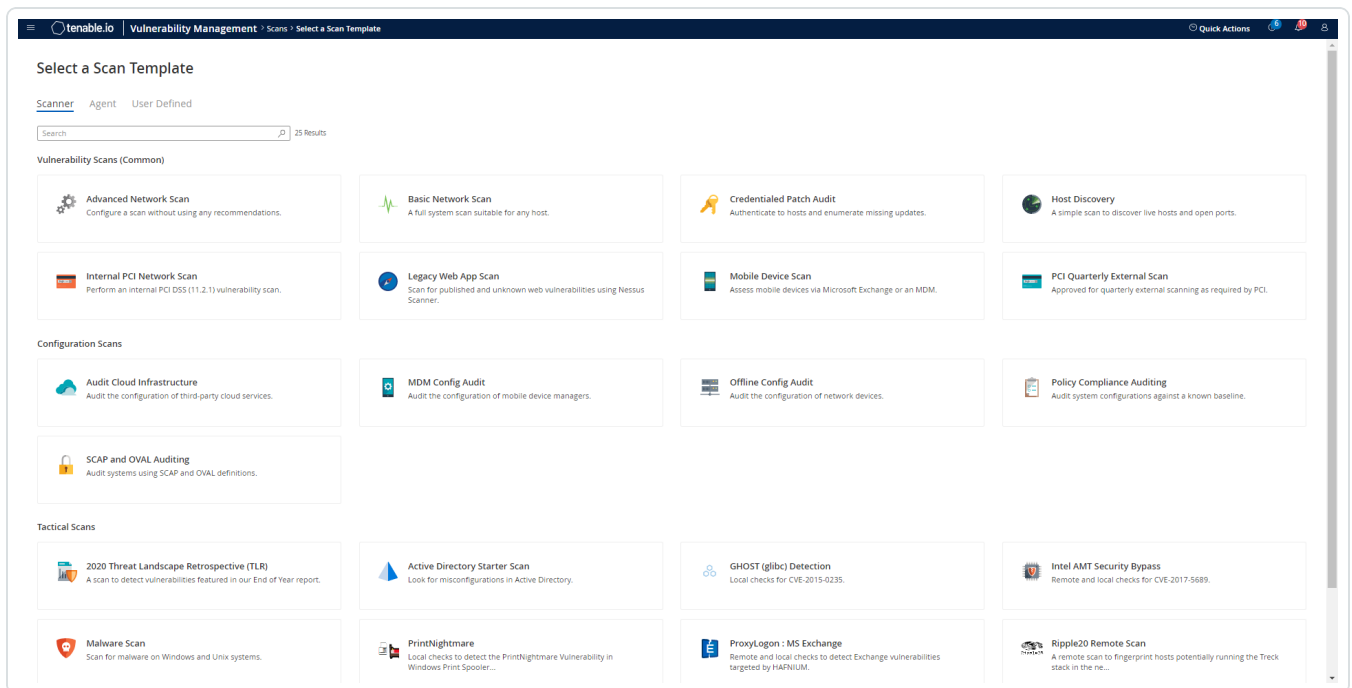 tenable.io Vulnerability Management > Scans > Select a Scan Template Quick Actions 6 10
Select a Scan Template
Scanner Agent User Defined
Search 25 Results
Vulnerability Scans (Common)
Advanced Network Scan
Configure a scan without using any recommendations.
Basic Network Scan
A full system scan suitable for any host.
Credentialed Patch Audit
Authenticate to hosts and enumerate missing updates.
Host Discovery
A simple scan to discover live hosts and open ports.
Internal PCI Network Scan
Perform an internal PCI DSS (11.2.1) vulnerability scan.
Legacy Web App Scan
Scan for published and unknown web vulnerabilities using Nessus
Scanner.
Mobile Device Scan
Assess mobile devices via Microsoft Exchange or an MDM.
PCI Quarterly External Scan
Approved for quarterly external scanning as required by PCI.
Configuration Scans
Audit Cloud Infrastructure
Audit the configuration of third-party cloud services.
MDM Config Audit
Audit the configuration of mobile device managers.
Offline Config Audit
Audit the configuration of network devices.
Policy Compliance Auditing
Audit system configurations against a known baseline.
SCAP and OVAL Auditing
Audit systems using SCAP and OVAL definitions.
Tactical Scans
2020 Threat Landscape Retrospective (TLR)
A scan to detect vulnerabilities featured in our End of Year report.
Active Directory Starter Scan
Look for misconfigurations in Active Directory.
GHOST (glibc) Detection
Local checks for CVE-2015-0235.
Intel AMT Security Bypass
Remote and local checks for CVE-2017-5689.
Malware Scan
Scan for malware on Windows and Unix systems.
PrintNightmare
Local checks to detect the PrintNightmare Vulnerability in
Windows Print Spooler...
ProxyLogon : MS Exchange
Remote and local checks to detect Exchange vulnerabilities
targeted by HAFNIUM.
Ripple20 Remote Scan
A remote scan to fingerprint hosts potentially running the Treck
stack in the ne...